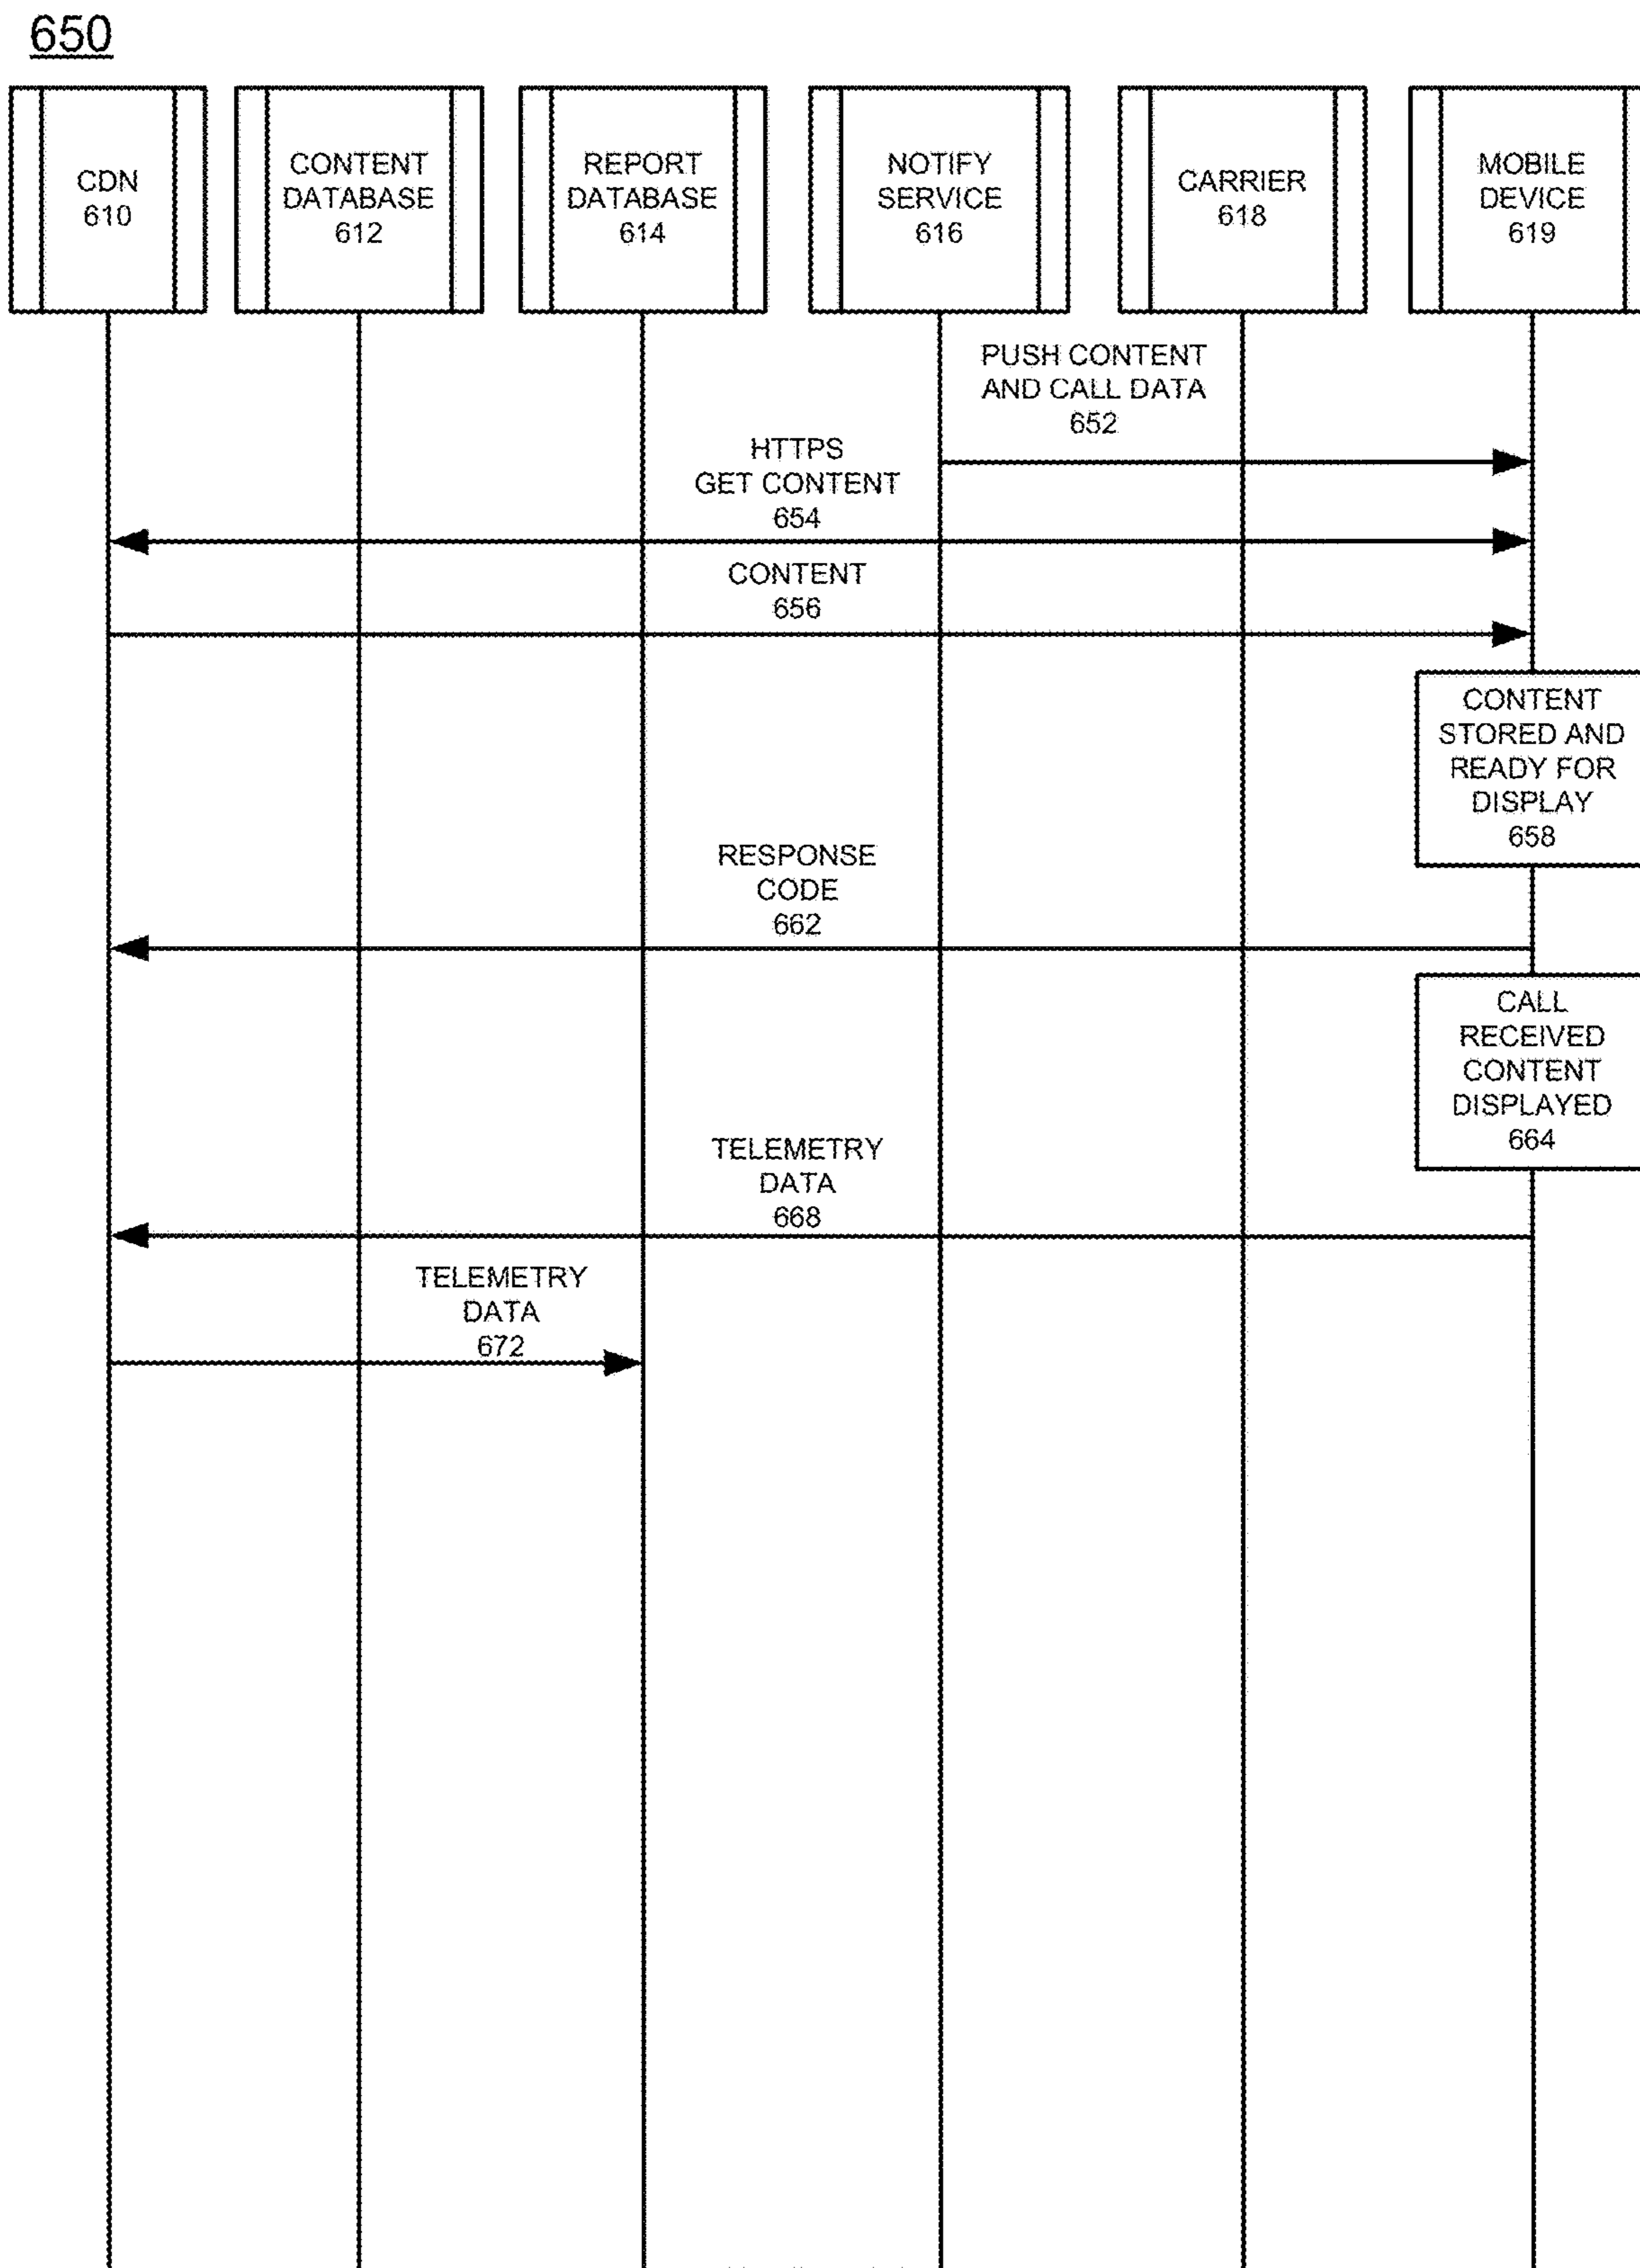 650
CDN
610
CONTENT
DATABASE
612
REPORT
DATABASE
614
NOTIFY
SERVICE
616
CARRIER
618
MOBILE
DEVICE
619
PUSH CONTENT
AND CALL DATA
652
HTTPS
GET CONTENT
654
CONTENT
656
CONTENT
STORED AND
READY FOR
DISPLAY
658
RESPONSE
CODE
662
CALL
RECEIVED
CONTENT
DISPLAYED
664
TELEMETRY
DATA
668
TELEMETRY
DATA
672